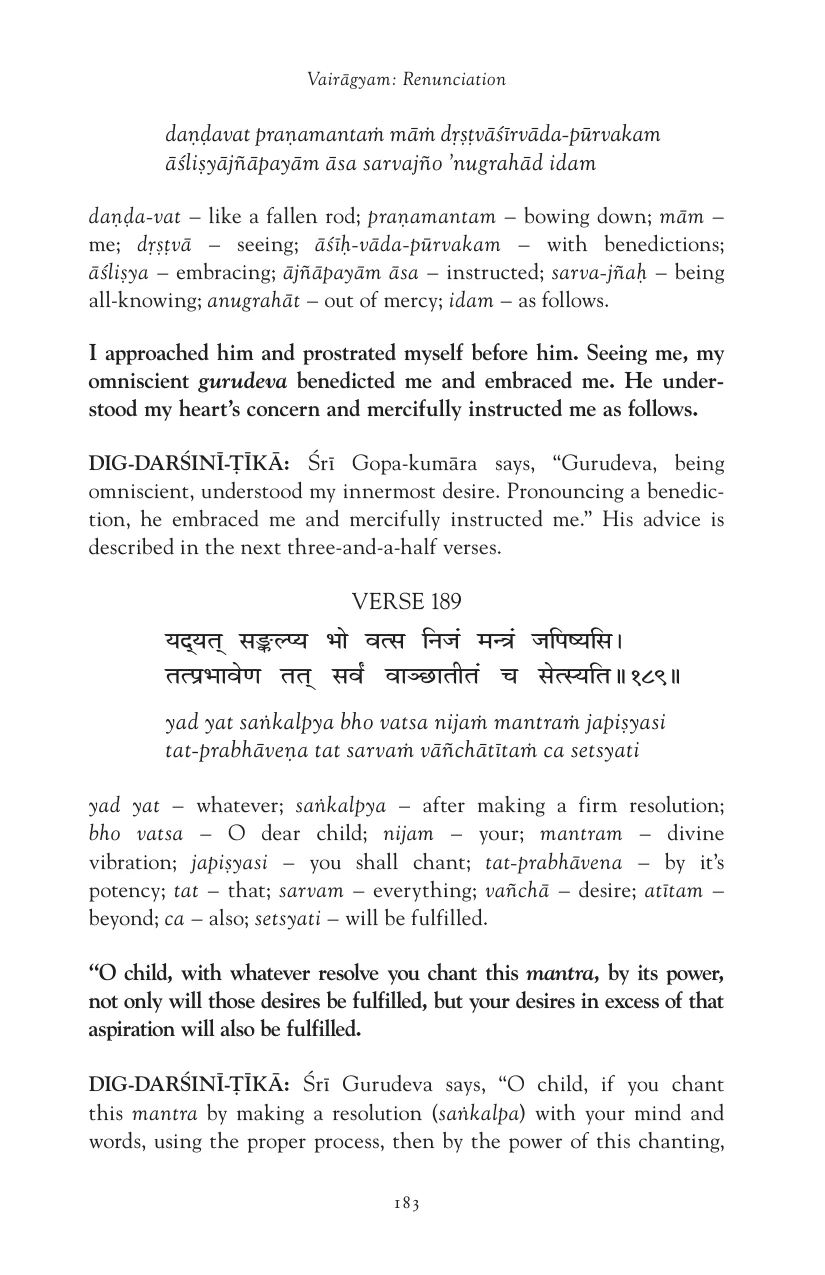 Vairāgyam: Renunciation
daṇḍavat praṇamantaṁ māṁ dṛṣṭvāśīrvāda-pūrvakam
āśliṣyājñāpayām āsa sarvajño ’nugrahād idam
daṇḍa-vat – like a fallen rod; praṇamantam – bowing down; mām –
me; dṛṣṭvā – seeing; āśīḥ-vāda-pūrvakam – with benedictions;
āśliṣya – embracing; ājñāpayām āsa – instructed; sarva-jñaḥ – being
all-knowing; anugrahāt – out of mercy; idam – as follows.
I approached him and prostrated myself before him. Seeing me, my
omniscient gurudeva benedicted me and embraced me. He under-
stood my heart’s concern and mercifully instructed me as follows.
DIG-DARŚINĪ-ṬĪKĀ: Śrī Gopa-kumāra says, “Gurudeva, being
omniscient, understood my innermost desire. Pronouncing a benedic-
tion, he embraced me and mercifully instructed me.” His advice is
described in the next three-and-a-half verses.
VERSE 189
यद्यत् सङ्कल्प्य भो वत्स निजं मन्त्रं जपिष्यसि।
तत्प्रभावेण तत् सर्वं वाञ्छातीतं च सेत्स्यति॥१८९॥
yad yat saṅkalpya bho vatsa nijaṁ mantraṁ japiṣyasi
tat-prabhāveṇa tat sarvaṁ vāñchātītaṁ ca setsyati
yad yat – whatever; saṅkalpya – after making a firm resolution;
bho vatsa – O dear child; nijam – your; mantram – divine
vibration; japiṣyasi – you shall chant; tat-prabhāvena – by it’s
potency; tat – that; sarvam – everything; vañchā – desire; atītam –
beyond; ca – also; setsyati – will be fulfilled.
“O child, with whatever resolve you chant this mantra, by its power,
not only will those desires be fulfilled, but your desires in excess of that
aspiration will also be fulfilled.
DIG-DARŚINĪ-ṬĪKĀ: Śrī Gurudeva says, “O child, if you chant
this mantra by making a resolution (saṅkalpa) with your mind and
words, using the proper process, then by the power of this chanting,
183